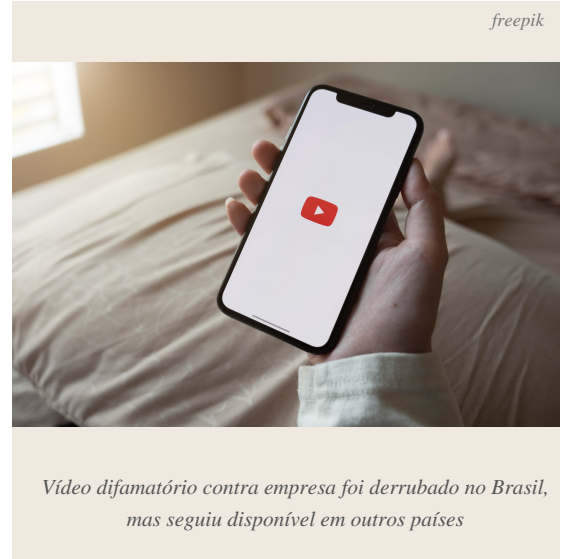 freepik
Vídeo difamatório contra empresa foi derrubado no Brasil,
mas seguiu disponível em outros países